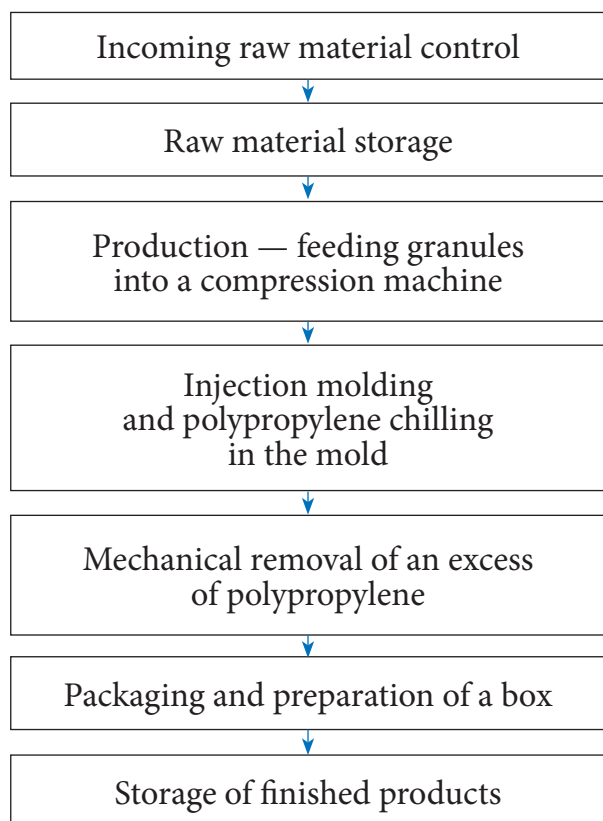 Incoming raw material control
Raw material storage
Production — feeding granules
into a compression machine
Injection molding
and polypropylene chilling
in the mold
Mechanical removal of an excess
of polypropylene
Packaging and preparation of a box
Storage of finished products